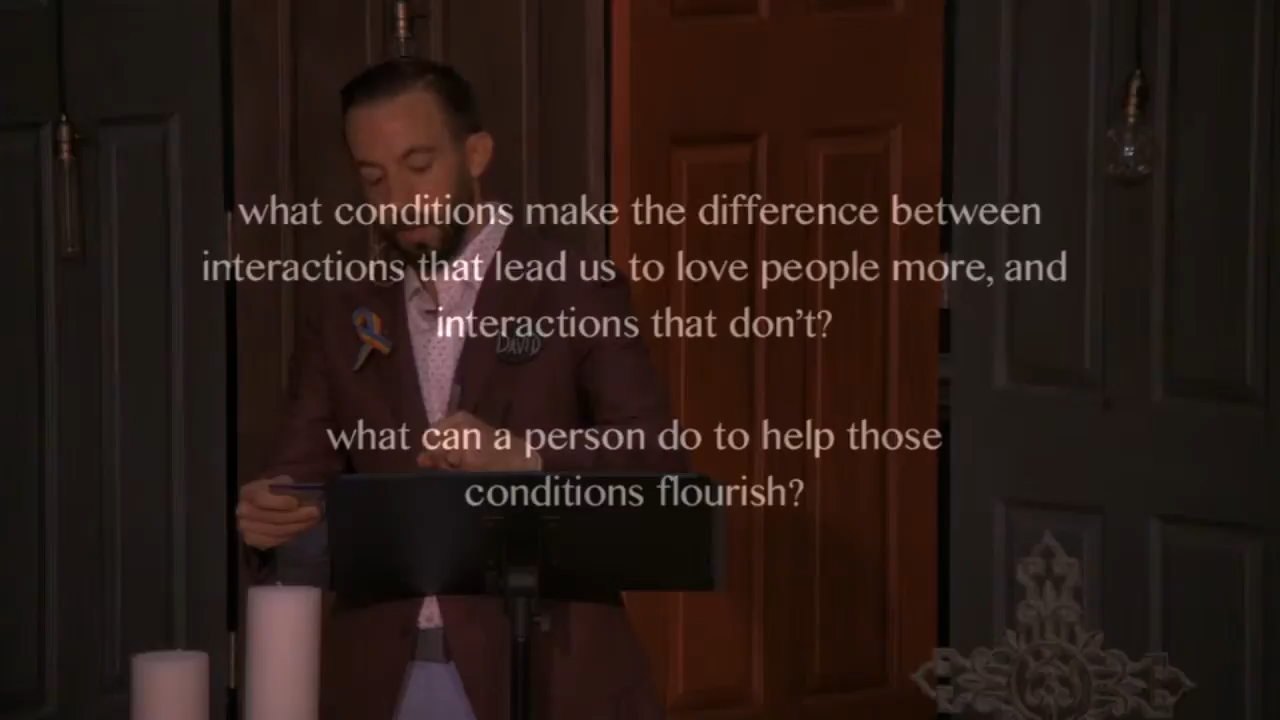 what conditions make the difference between
interactions that lead us to love people more, and
interactions that don't?
DAVID
what can a person do to help those
conditions flourish?